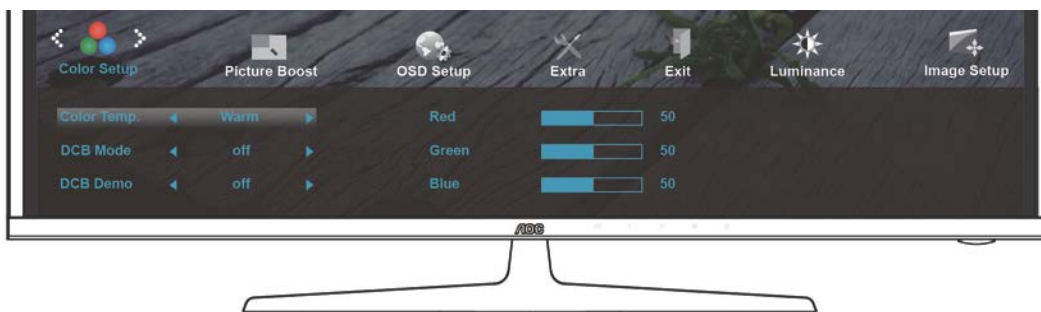 Color Setup Picture Boost OSD Setup Extra Exit Luminance Image Setup
Color Temp. Warm Red 50
DCB Mode off Green 50
DCB Demo off Blue 50
AOC